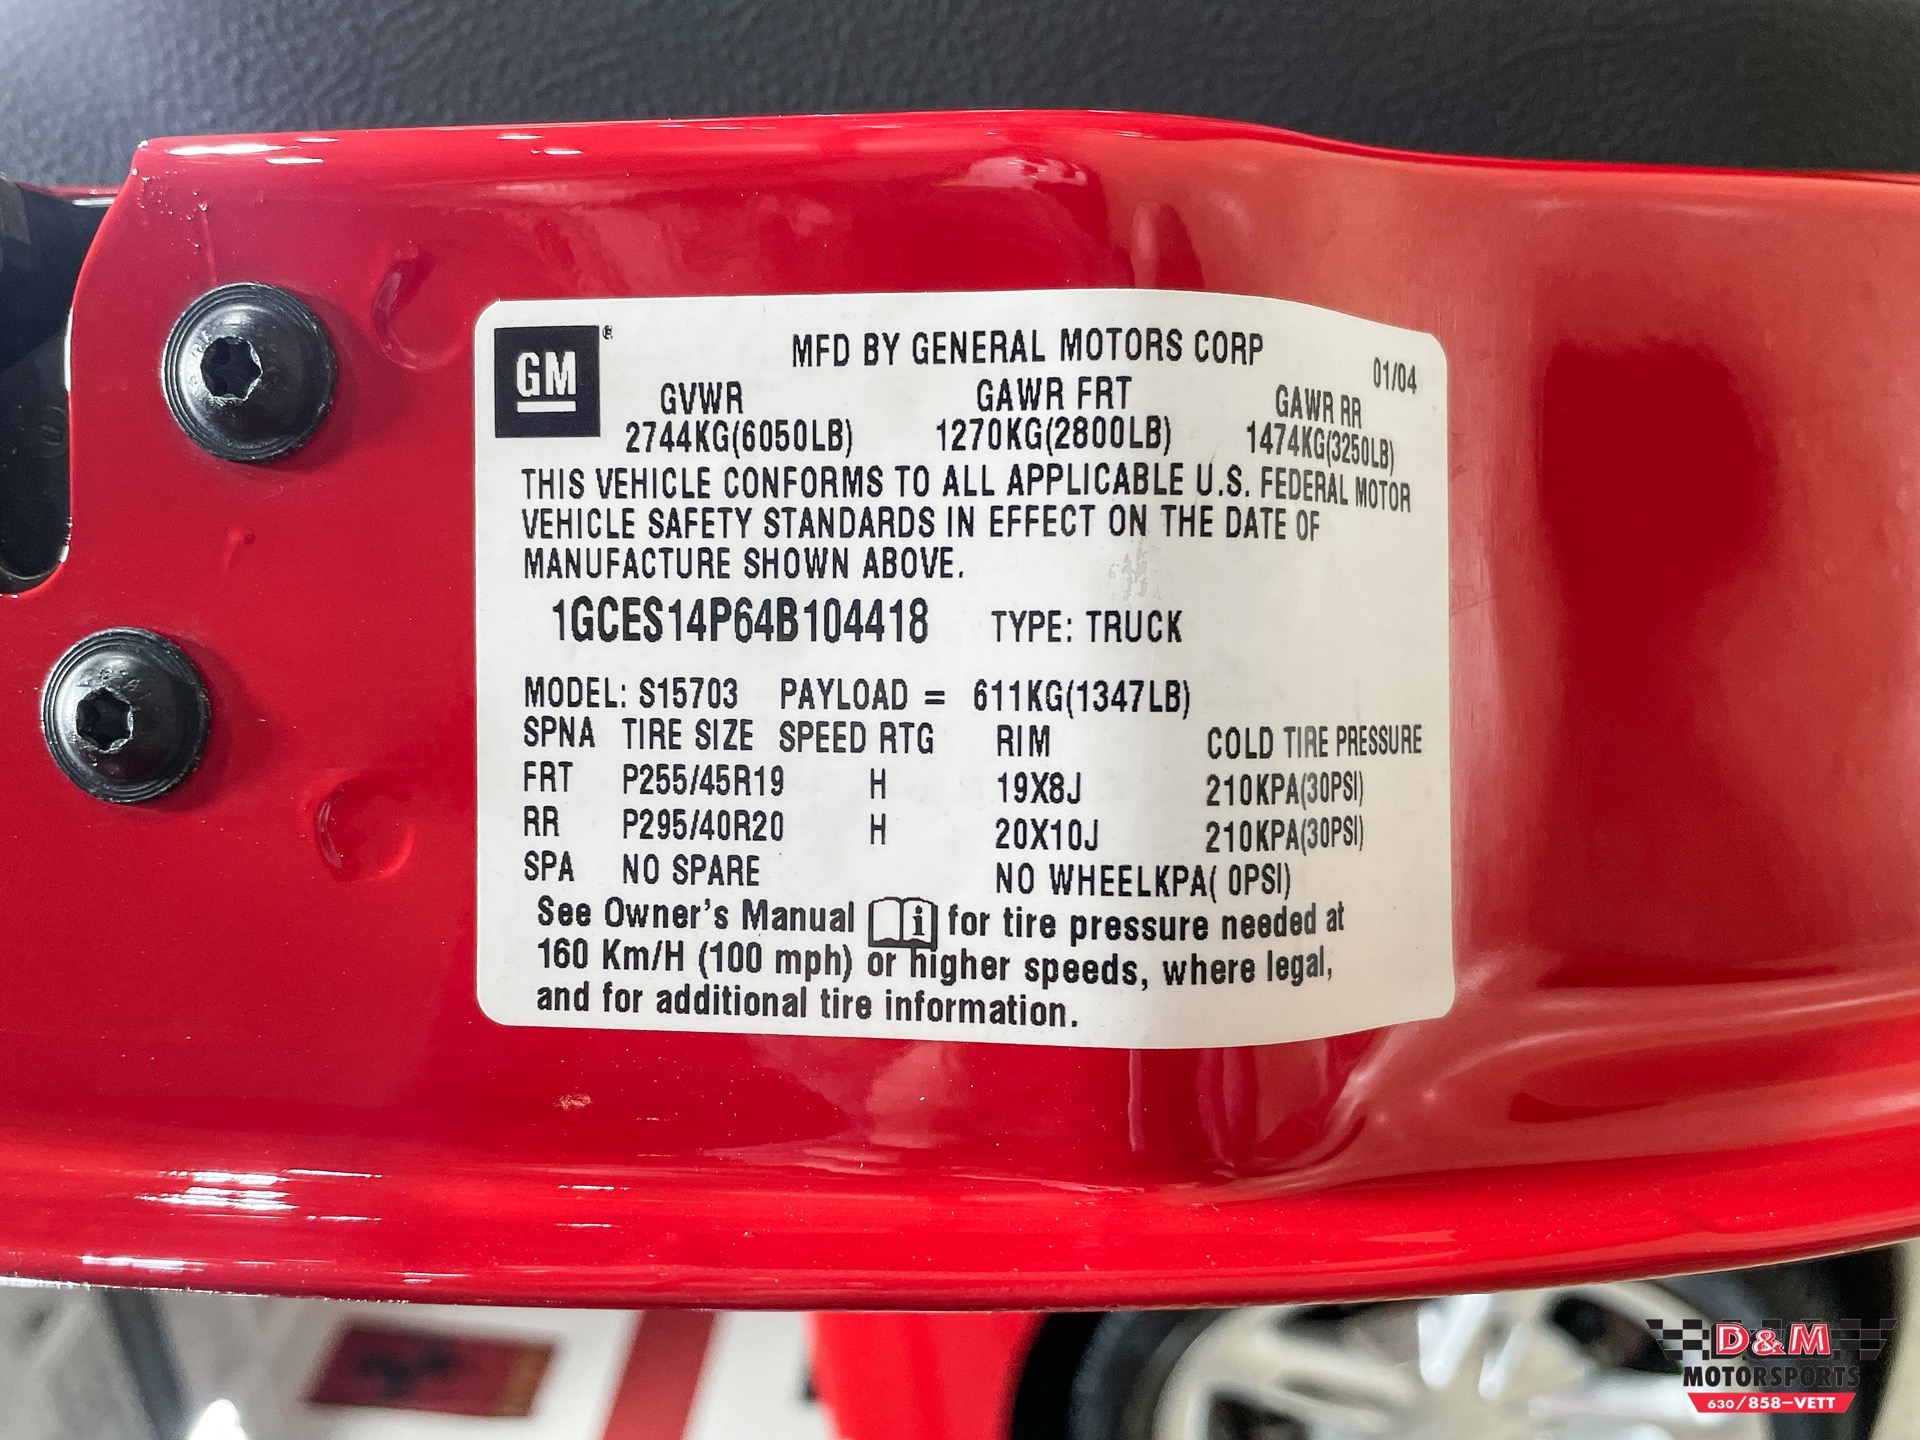 GM®
MFD BY GENERAL MOTORS CORP
01/04
GVWR GAWR FRT GAWR RR
2744KG(6050LB) 1270KG(2800LB) 1474KG(3250LB)
THIS VEHICLE CONFORMS TO ALL APPLICABLE U.S. FEDERAL MOTOR
VEHICLE SAFETY STANDARDS IN EFFECT ON THE DATE OF
MANUFACTURE SHOWN ABOVE.
1GCES14P64B104418 TYPE: TRUCK
MODEL: S15703 PAYLOAD = 611KG(1347LB)
SPNA TIRE SIZE SPEED RTG RIM COLD TIRE PRESSURE
FRT P255/45R19 H 19X8J 210KPA(30PSI)
RR P295/40R20 H 20X10J 210KPA(30PSI)
SPA NO SPARE NO WHEELKPA( 0PSI)
See Owner's Manual for tire pressure needed at
160 Km/H (100 mph) or higher speeds, where legal,
and for additional tire information.
D&M
MOTORSPORTS
630/858-VETT